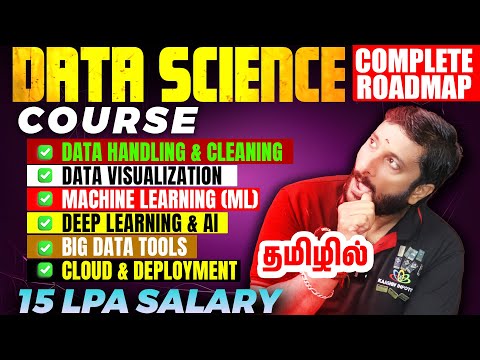 DATA SCIENCE
COMPLETE
ROADMAP
COURSE
DATA HANDLING & CLEANING
DATA VISUALIZATION
MACHINE LEARNING (ML)
DEEP LEARNING & AI
BIG DATA TOOLS
CLOUD & DEPLOYMENT
தமிழில்
15 LPA SALARY